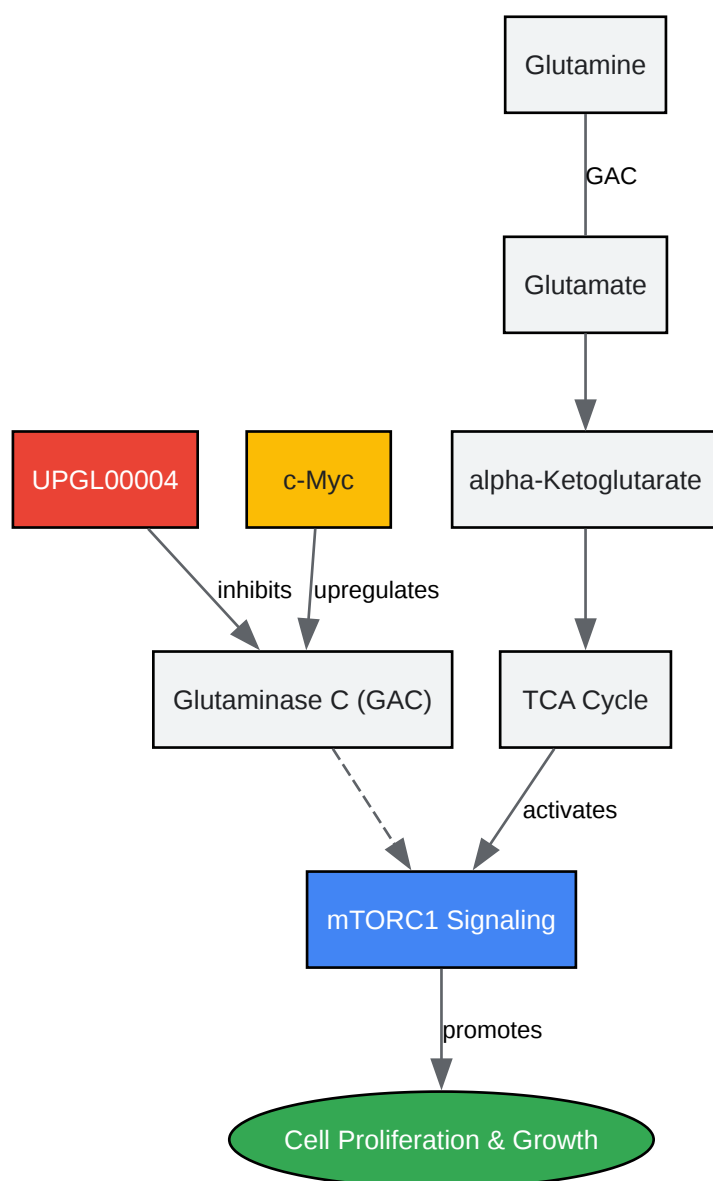 Glutamine
GAC
Glutamate
UPGL00004
c-Myc
alpha-Ketoglutarate
inhibits
upregulates
Glutaminase C (GAC)
TCA Cycle
activates
mTORC1 Signaling
promotes
Cell Proliferation & Growth